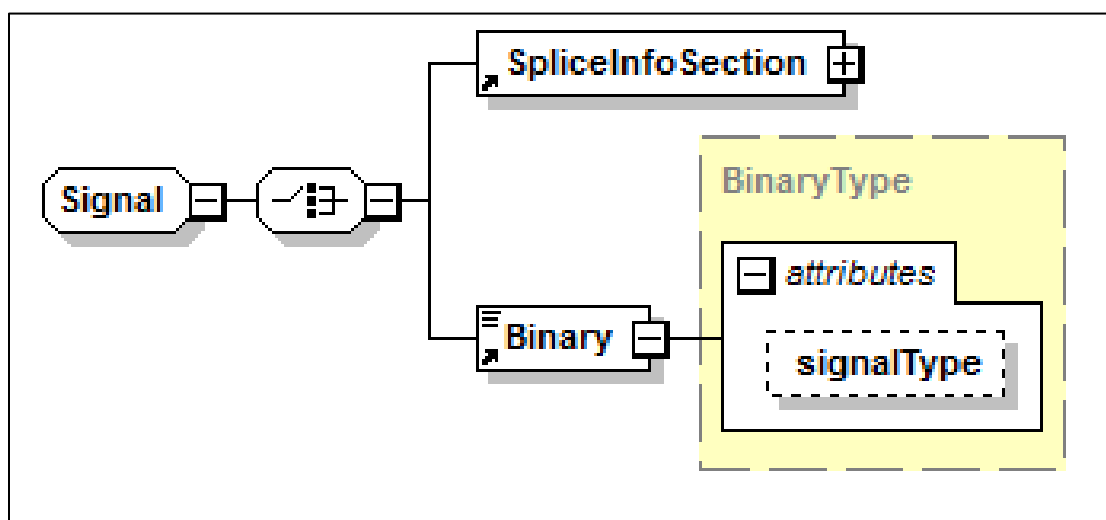 SpliceInfoSection
BinaryType
Signal
attributes
Binary
signalType